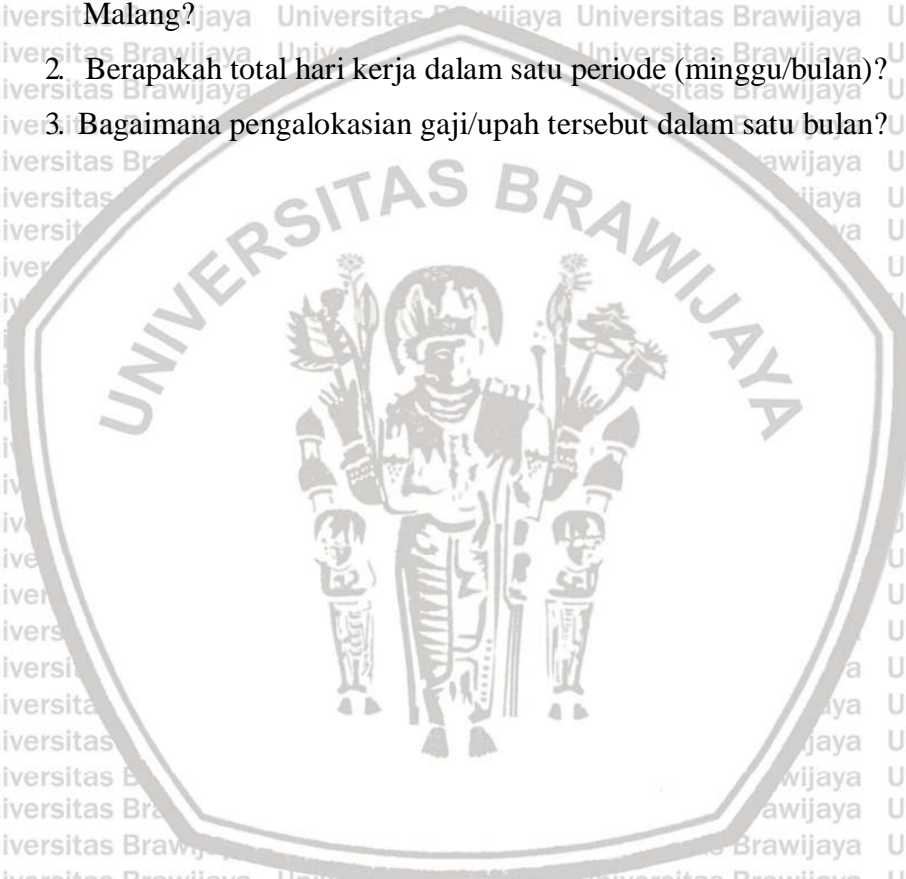 Malang?
2. Berapakah total hari kerja dalam satu periode (minggu/bulan)?
3. Bagaimana pengalokasian gaji/upah tersebut dalam satu bulan?
UNIVERSITAS BRAWIJAYA